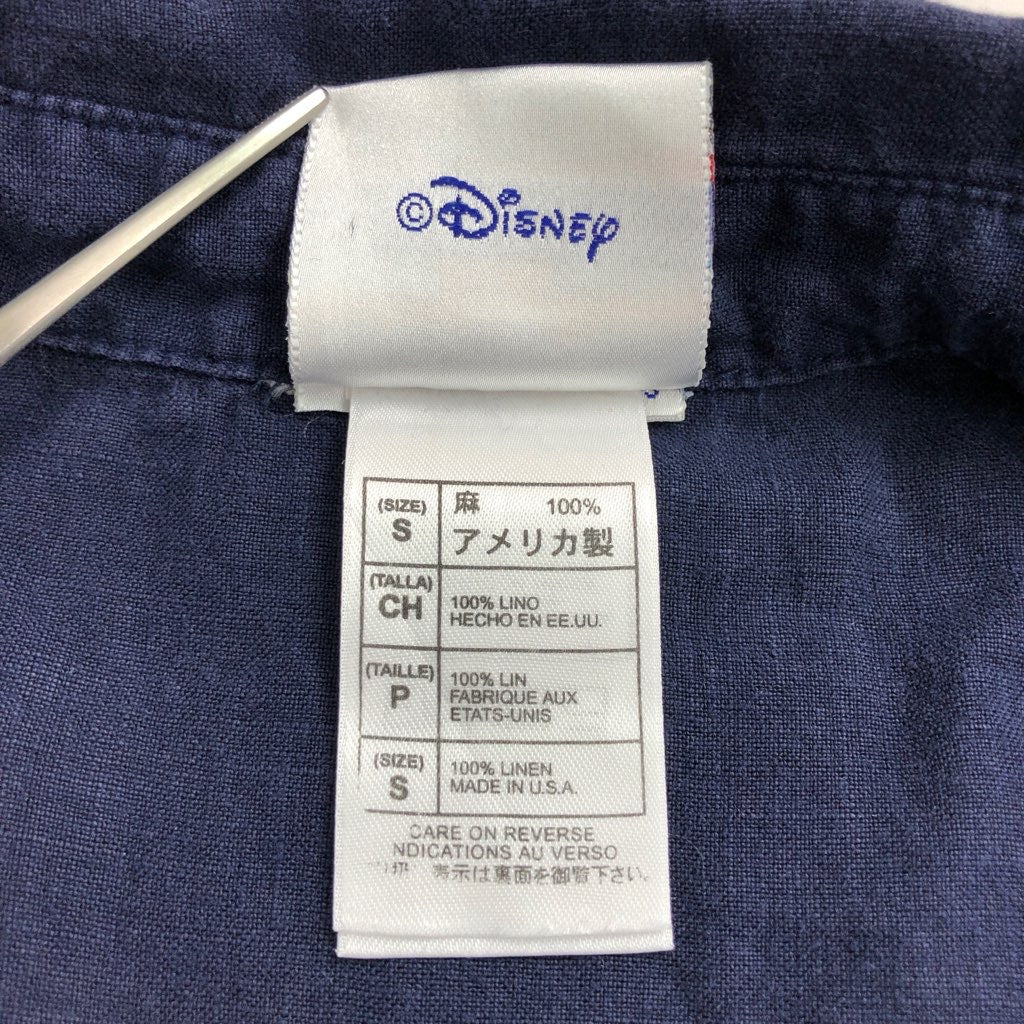 ©Disney
(SIZE)
S
麻 100%
アメリカ製
(TALLA)
CH
100% LINO
HECHO EN EE.UU.
(TAILLE)
P
100% LIN
FABRIQUE AUX
ETATS-UNIS
(SIZE)
S
100% LINEN
MADE IN U.S.A.
CARE ON REVERSE
NDICATIONS AU VERSO
表示は裏面を御覧下さい.